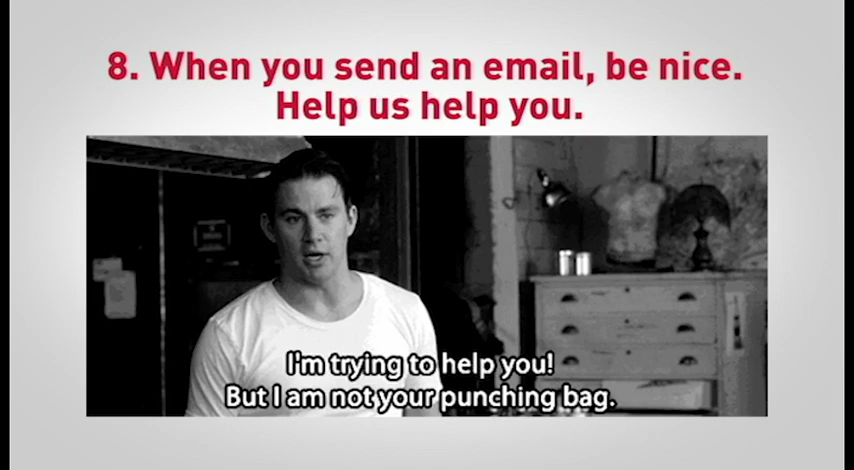 8. When you send an email, be nice.
Help us help you.
I'm trying to help you!
But I am not your punching bag.